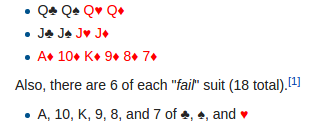 • Q♣ Q♠ Q♥ Q♦
• J♣ J♠ J♥ J♦
• A♦ 10♦ K♦ 9♦ 8♦ 7♦
Also, there are 6 of each "fail" suit (18 total).[1]
• A, 10, K, 9, 8, and 7 of ♣, ♠, and ♥